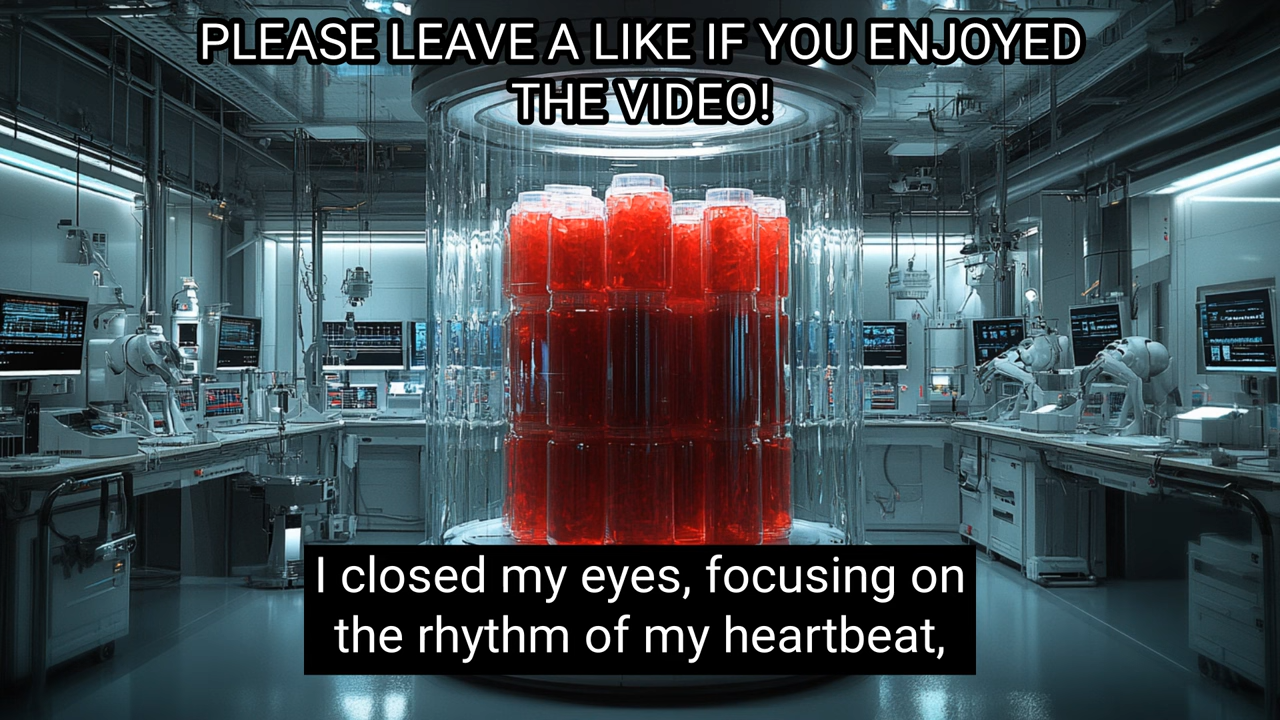 PLEASE LEAVE A LIKE IF YOU ENJOYED
THE VIDEO!
I closed my eyes, focusing on
the rhythm of my heartbeat,